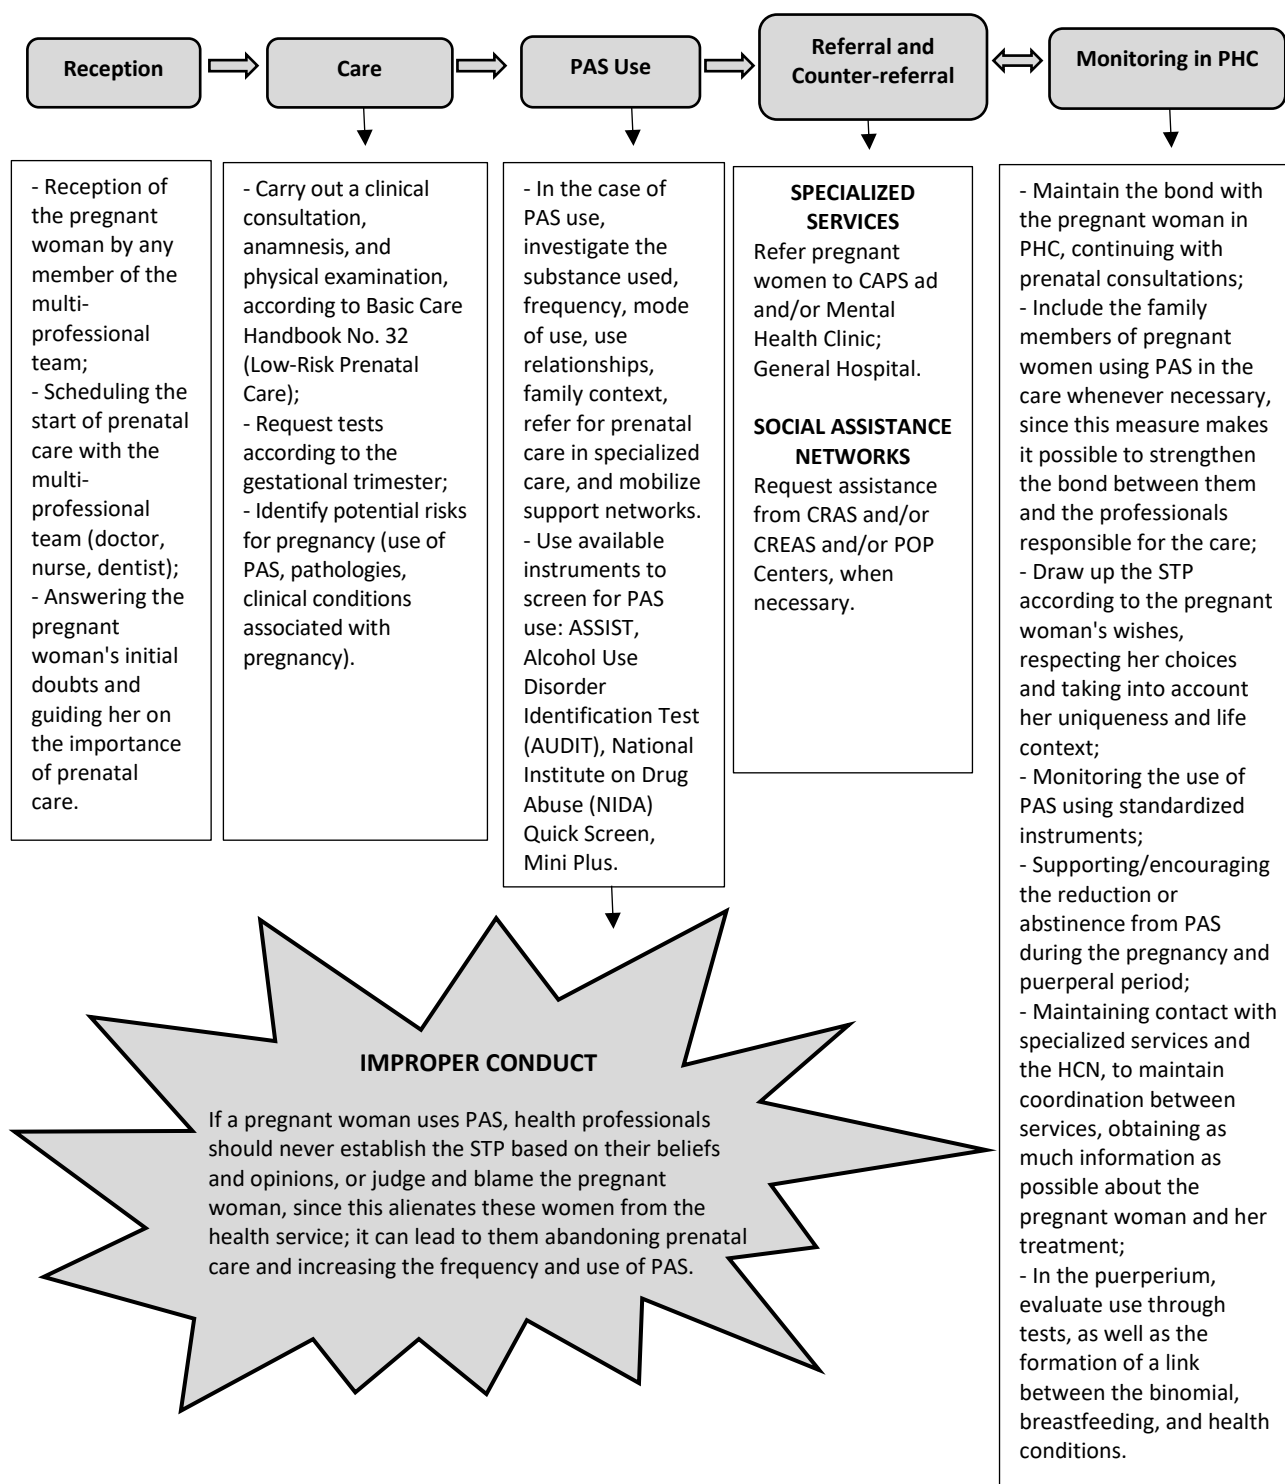 Reception
Care
PAS Use
Referral and
Counter-referral
Monitoring in PHC
- Reception of
the pregnant
woman by any
member of the
multi-
professional
team;
- Scheduling the
start of prenatal
care with the
multi-
professional
team (doctor,
nurse, dentist);
- Answering the
pregnant
woman's initial
doubts and
guiding her on
the importance
of prenatal
care.
- Carry out a clinical
consultation,
anamnesis, and
physical examination,
according to Basic Care
Handbook No. 32
(Low-Risk Prenatal
Care);
- Request tests
according to the
gestational trimester;
- Identify potential risks
for pregnancy (use of
PAS, pathologies,
clinical conditions
associated with
pregnancy).
- In the case of
PAS use,
investigate the
substance used,
frequency, mode
of use, use
relationships,
family context,
refer for prenatal
care in specialized
care, and mobilize
support networks.
- Use available
instruments to
screen for PAS
use: ASSIST,
Alcohol Use
Disorder
Identification Test
(AUDIT), National
Institute on Drug
Abuse (NIDA)
Quick Screen,
Mini Plus.
SPECIALIZED
SERVICES
Refer pregnant
women to CAPS ad
and/or Mental
Health Clinic;
General Hospital.
SOCIAL ASSISTANCE
NETWORKS
Request assistance
from CRAS and/or
CREAS and/or POP
Centers, when
necessary.
- Maintain the bond with
the pregnant woman in
PHC, continuing with
prenatal consultations;
- Include the family
members of pregnant
women using PAS in the
care whenever necessary,
since this measure makes
it possible to strengthen
the bond between them
and the professionals
responsible for the care;
- Draw up the STP
according to the pregnant
woman's wishes,
respecting her choices
and taking into account
her uniqueness and life
context;
- Monitoring the use of
PAS using standardized
instruments;
- Supporting/encouraging
the reduction or
abstinence from PAS
during the pregnancy and
puerperal period;
- Maintaining contact with
specialized services and
the HCN, to maintain
coordination between
services, obtaining as
much information as
possible about the
pregnant woman and her
treatment;
- In the puerperium,
evaluate use through
tests, as well as the
formation of a link
between the binomial,
breastfeeding, and health
conditions.
IMPROPER CONDUCT
If a pregnant woman uses PAS, health professionals
should never establish the STP based on their beliefs
and opinions, or judge and blame the pregnant
woman, since this alienates these women from the
health service; it can lead to them abandoning prenatal
care and increasing the frequency and use of PAS.